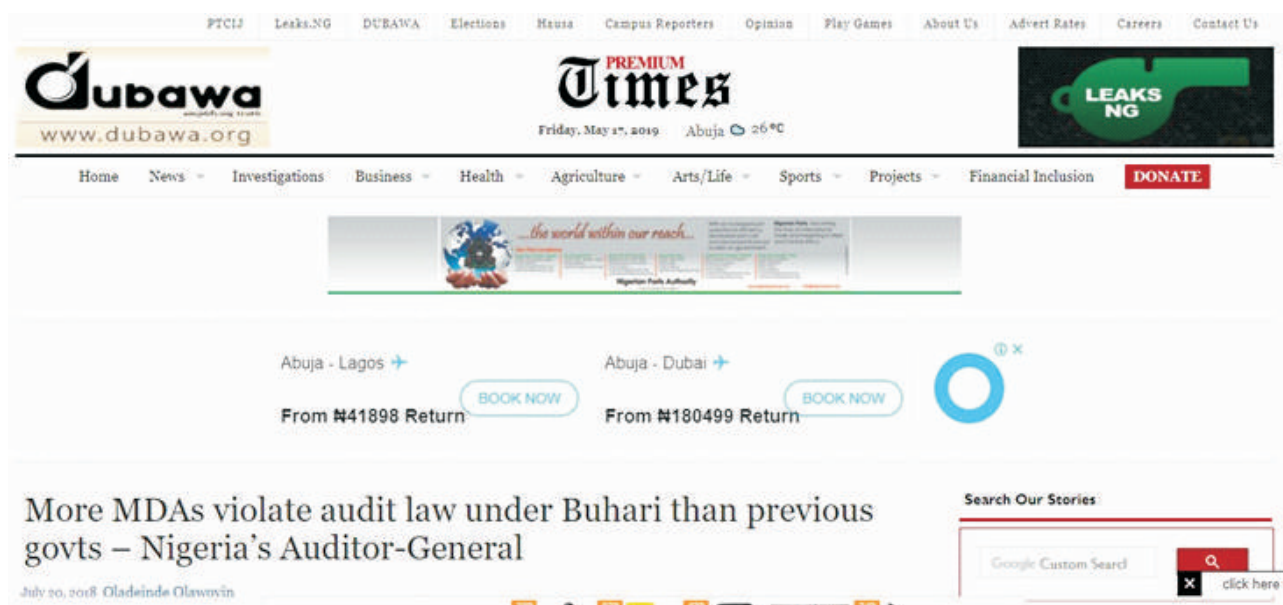 PTCIJ Leaks.NG DUBAWA Elections Hausa Campus Reporters Opinion Play Games About Us Advert Rates Careers Contact Us
dubawa
www.dubawa.org
PREMIUM
Times
Friday, May 17, 2019 Abuja 26°C
LEAKS
NG
Home News Investigations Business Health Agriculture Arts/Life Sports Projects Financial Inclusion DONATE
...the world within our reach...
Nigerian Ports Authority
Abuja - Lagos
BOOK NOW
From ₦41898 Return
Abuja - Dubai
BOOK NOW
From ₦180499 Return
More MDAs violate audit law under Buhari than previous
govts – Nigeria's Auditor-General
July 20, 2018 Oladeinde Olawoyin
Search Our Stories
Google Custom Search
click here